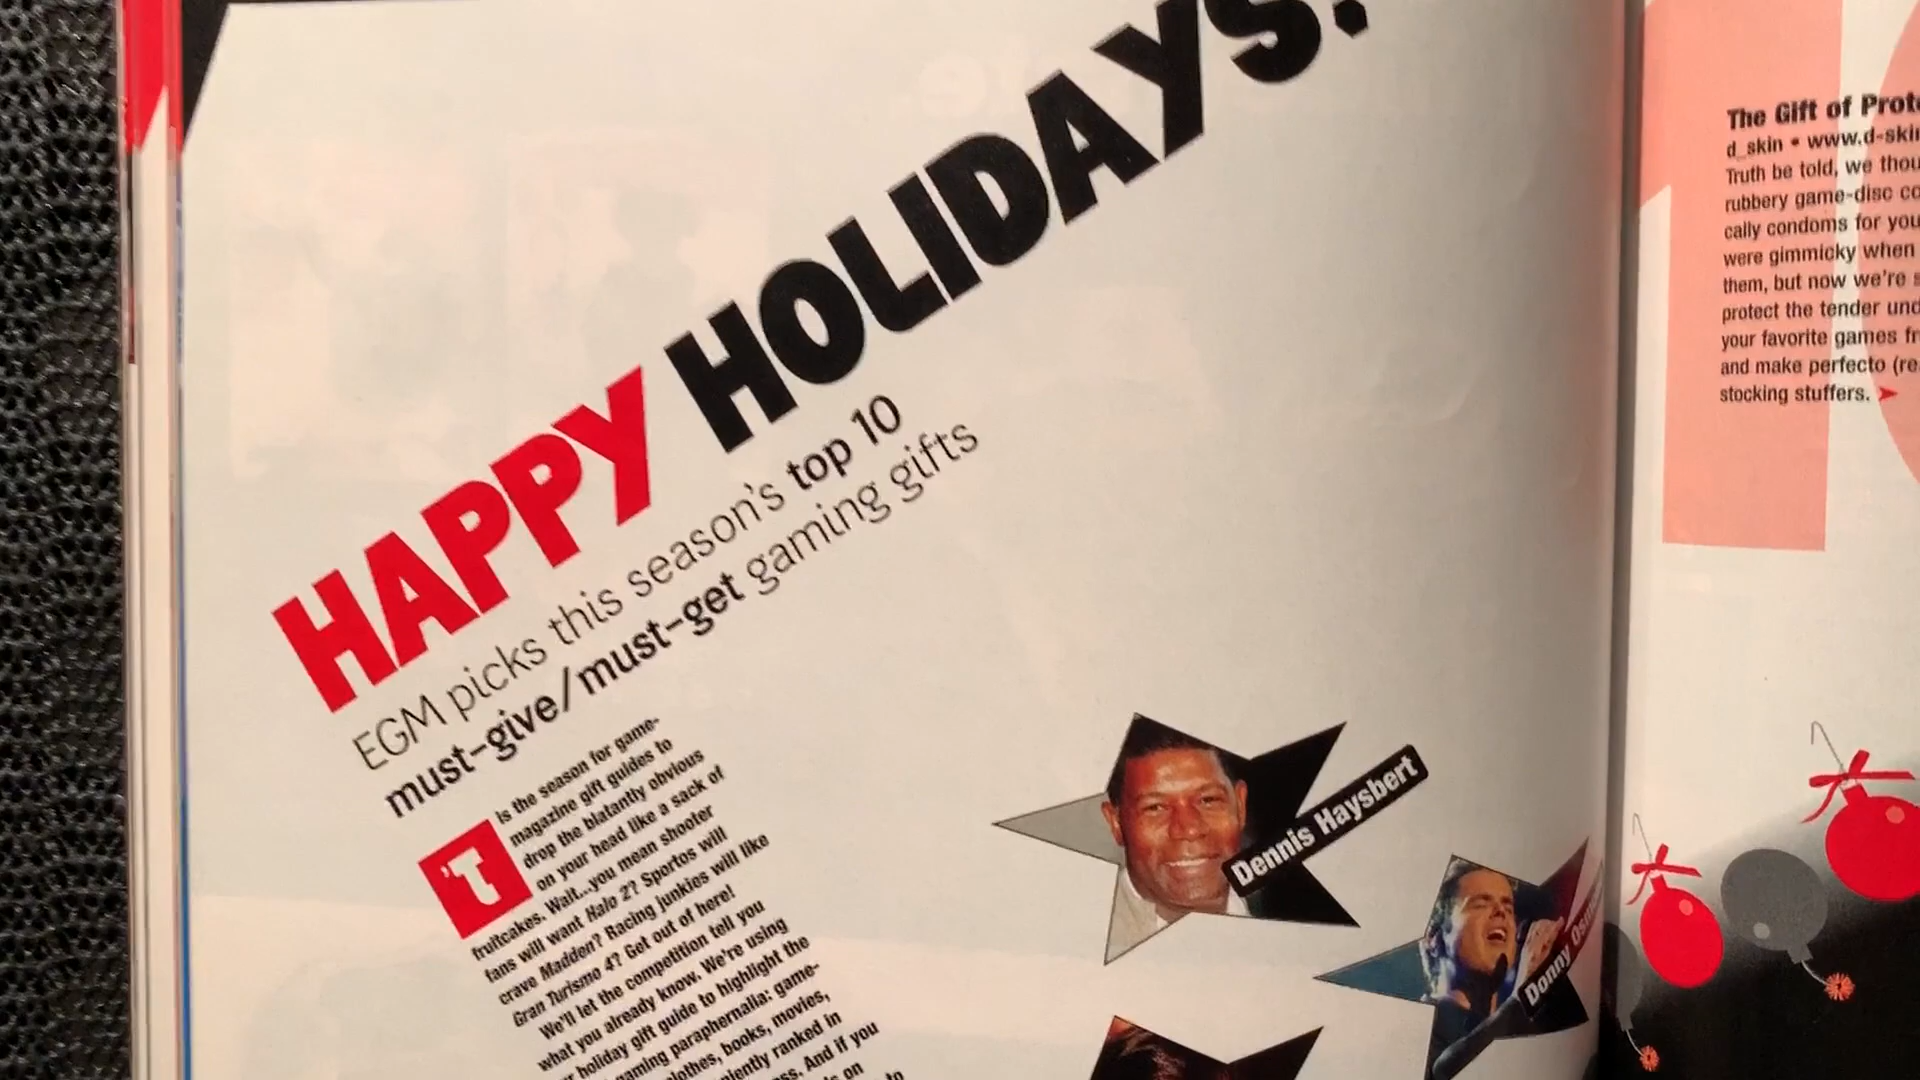 HAPPY HOLIDAYS!
EGM picks this season's top 10
must-give/must-get gaming gifts
'T
is the season for game-
magazine gift guides to
drop the blatantly obvious
on your head like a sack of
fruitcakes. Wait...you mean shooter
fans will want Halo 2? Sportos will
crave Madden? Racing junkies will like
Gran Turismo 4? Get out of here!
We'll let the competition tell you
what you already know. We're using
holiday gift guide to highlight the
gaming paraphernalia: game-
clothes, books, movies,
ranked in
And if you
on
to
Dennis Haysbert
Donny
The Gift of
d_skin • www.d-skin
Truth be told, we
rubbery game-disc
cally condoms for
were gimmicky when
them, but now we're
protect the tender
your favorite games
and make perfecto
stocking stuffers.